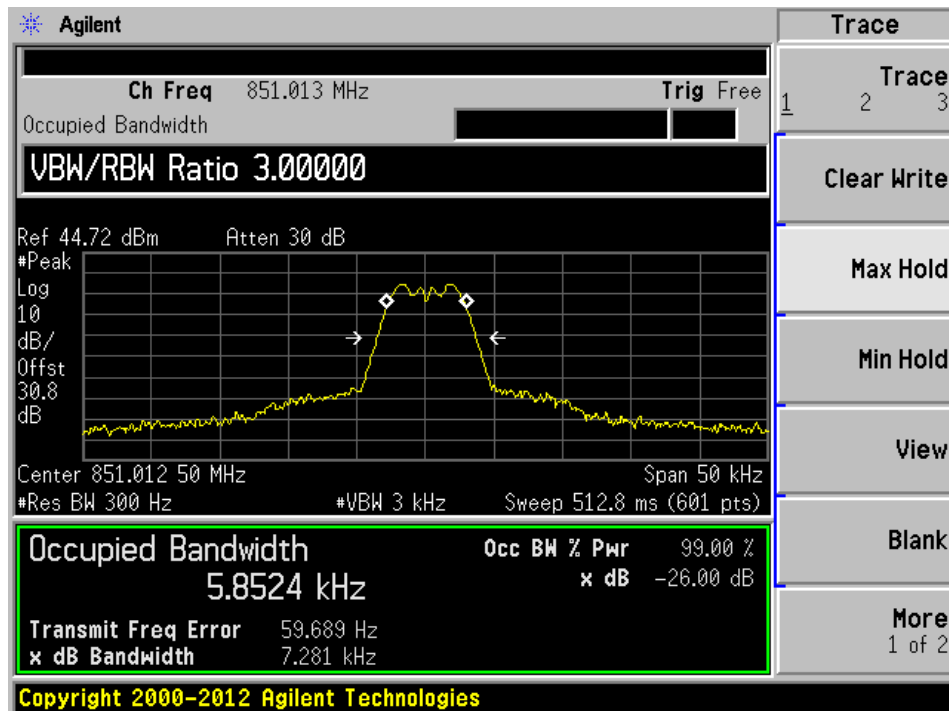 Agilent
Trace
Ch Freq 851.013 MHz Trig Free
Occupied Bandwidth
VBW/RBW Ratio 3.00000
Ref 44.72 dBm Atten 30 dB
#Peak
Log
10
dB/
Offst
30.8
dB
Center 851.012 50 MHz Span 50 kHz
#Res BW 300 Hz #VBW 3 kHz Sweep 512.8 ms (601 pts)
Occupied Bandwidth
5.8524 kHz
Occ BW % Pwr 99.00 %
x dB -26.00 dB
Transmit Freq Error 59.689 Hz
x dB Bandwidth 7.281 kHz
Copyright 2000-2012 Agilent Technologies
Trace
1 2 3
Clear Write
Max Hold
Min Hold
View
Blank
More
1 of 2